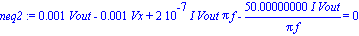 neq2 := 0.001 Vout - 0.001 Vx + 2 10^-7 I Vout π f - 50.00000000 I Vout / π f = 0